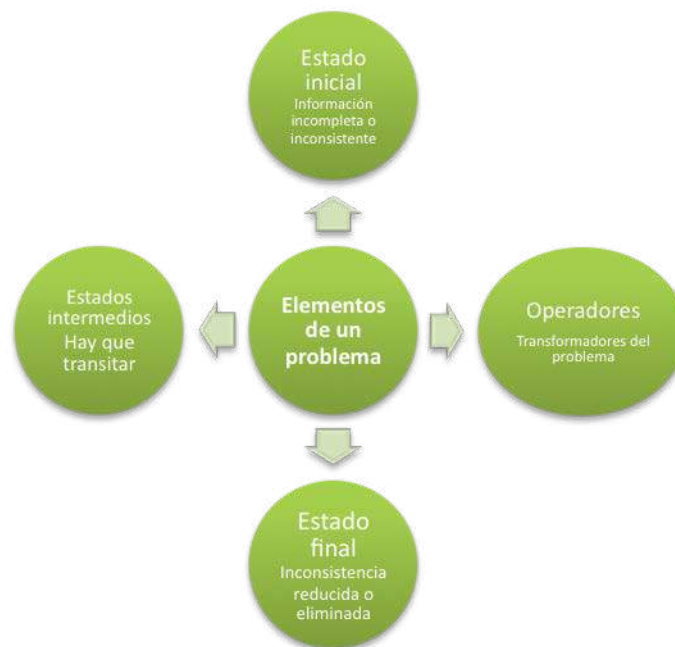 Estado
inicial
Información
incompleta o
inconsistente
Estados
intermedios
Hay que
transitar
Elementos
de un
problema
Operadores
Transformadores del
problema
Estado
final
Inconsistencia
reducida o
eliminada